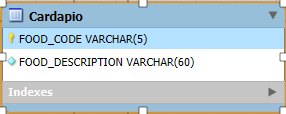 Cardapio
FOOD_CODE VARCHAR(5)
FOOD_DESCRIPTION VARCHAR(60)
Indexes